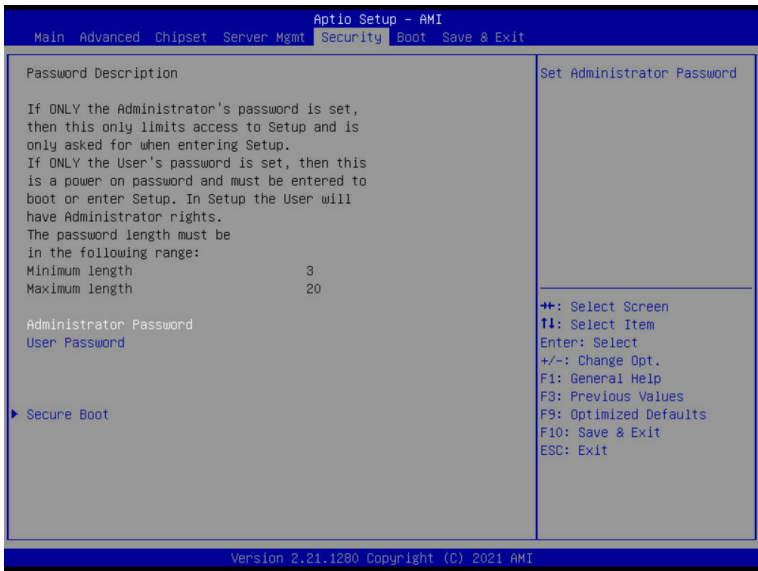 Aptio Setup - AMI
Main Advanced Chipset Server Mgmt Security Boot Save & Exit
Password Description
If ONLY the Administrator's password is set,
then this only limits access to Setup and is
only asked for when entering Setup.
If ONLY the User's password is set, then this
is a power on password and must be entered to
boot or enter Setup. In Setup the User will
have Administrator rights.
The password length must be
in the following range:
Minimum length 3
Maximum length 20
Administrator Password
User Password
Secure Boot
Set Administrator Password
→←: Select Screen
↑↓: Select Item
Enter: Select
+/-: Change Opt.
F1: General Help
F3: Previous Values
F9: Optimized Defaults
F10: Save & Exit
ESC: Exit
Version 2.21.1280 Copyright (C) 2021 AMI